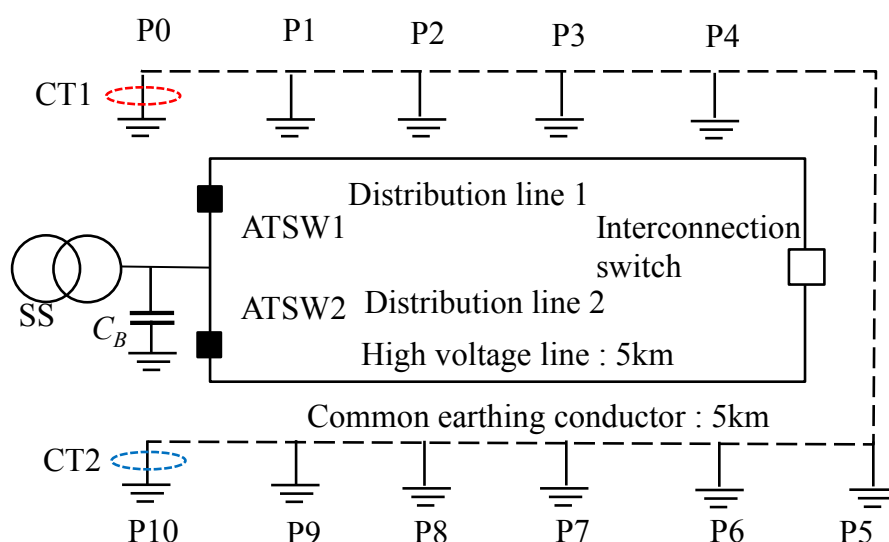 P0 P1 P2 P3 P4
CT1
Distribution line 1
ATSW1
Interconnection
switch
SS
C_B
ATSW2
Distribution line 2
High voltage line : 5km
Common earthing conductor : 5km
CT2
P10 P9 P8 P7 P6 P5